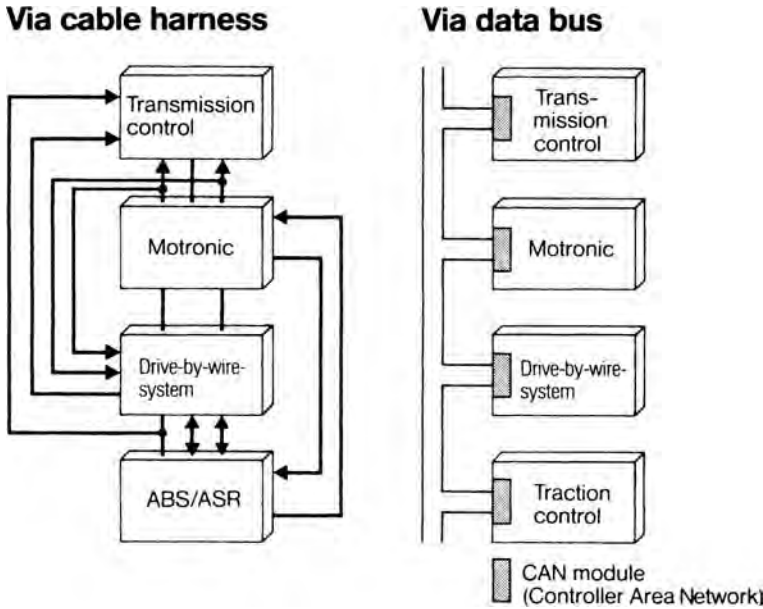 Via cable harness
Transmission
control
Motronic
Drive-by-wire-
system
ABS/ASR
Via data bus
Trans-
mission
control
Motronic
Drive-by-wire-
system
Traction
control
CAN module
(Controller Area Network)